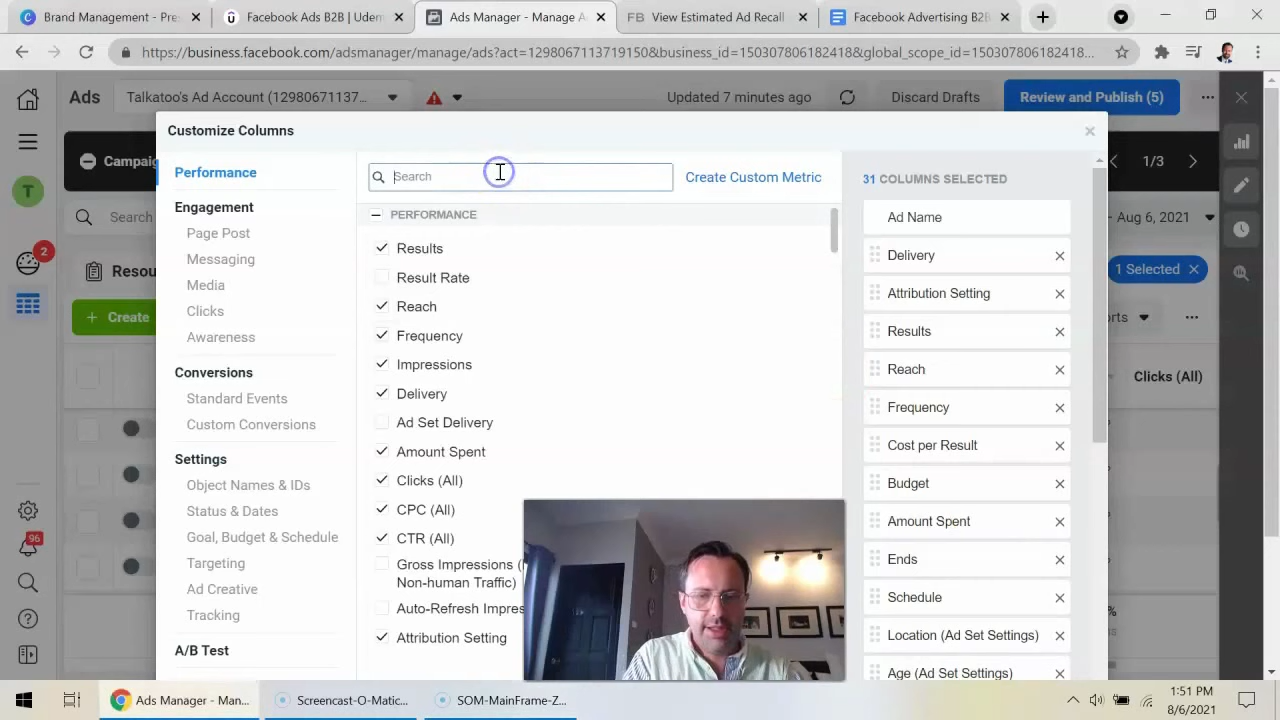 Brand Management - Pres
Facebook Ads B2B | Uden
Ads Manager - Manage A
FB View Estimated Ad Recall
Facebook Advertising B2B
https://business.facebook.com/adsmanager/manage/ads?act=1298067113719150&business_id=150307806182418&global_scope_id=150307806182418...
Ads
Talkatoo's Ad Account (12980671137...
Updated 7 minutes ago
Discard Drafts
Review and Publish (5)
Customize Columns
Campaig
1/3
T
Search
- Aug 6, 2021
2
Resou
1 Selected
+ Create
orts
Clicks (All)
96
Performance
Engagement
Page Post
Messaging
Media
Clicks
Awareness
Conversions
Standard Events
Custom Conversions
Settings
Object Names & IDs
Status & Dates
Goal, Budget & Schedule
Targeting
Ad Creative
Tracking
A/B Test
Search
Create Custom Metric
PERFORMANCE
Results
Result Rate
Reach
Frequency
Impressions
Delivery
Ad Set Delivery
Amount Spent
Clicks (All)
CPC (All)
CTR (All)
Gross Impressions (
Non-human Traffic)
Auto-Refresh Impres
Attribution Setting
31 COLUMNS SELECTED
Ad Name
Delivery
Attribution Setting
Results
Reach
Frequency
Cost per Result
Budget
Amount Spent
Ends
Schedule
Location (Ad Set Settings)
Age (Ad Set Settings)
Ads Manager - Man...
Screencast-O-Matic...
SOM-MainFrame-Z...
1:51 PM
8/6/2021